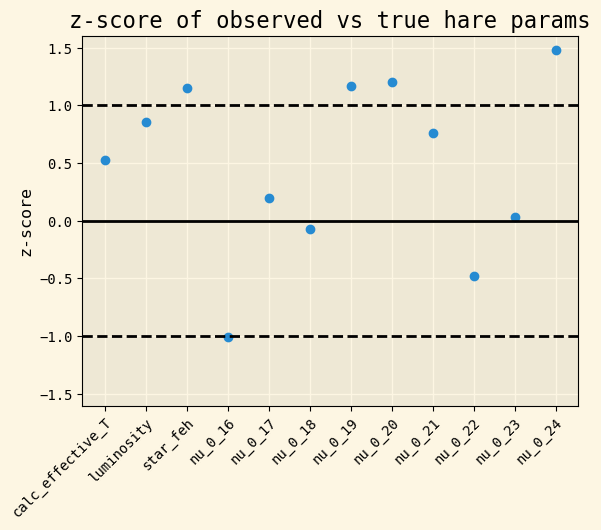 z-score of observed vs true hare params
1.5
1.0
0.5
0.0
−0.5
−1.0
−1.5
z-score
calc_effective_T
luminosity
star_feh
nu_0_16
nu_0_17
nu_0_18
nu_0_19
nu_0_20
nu_0_21
nu_0_22
nu_0_23
nu_0_24